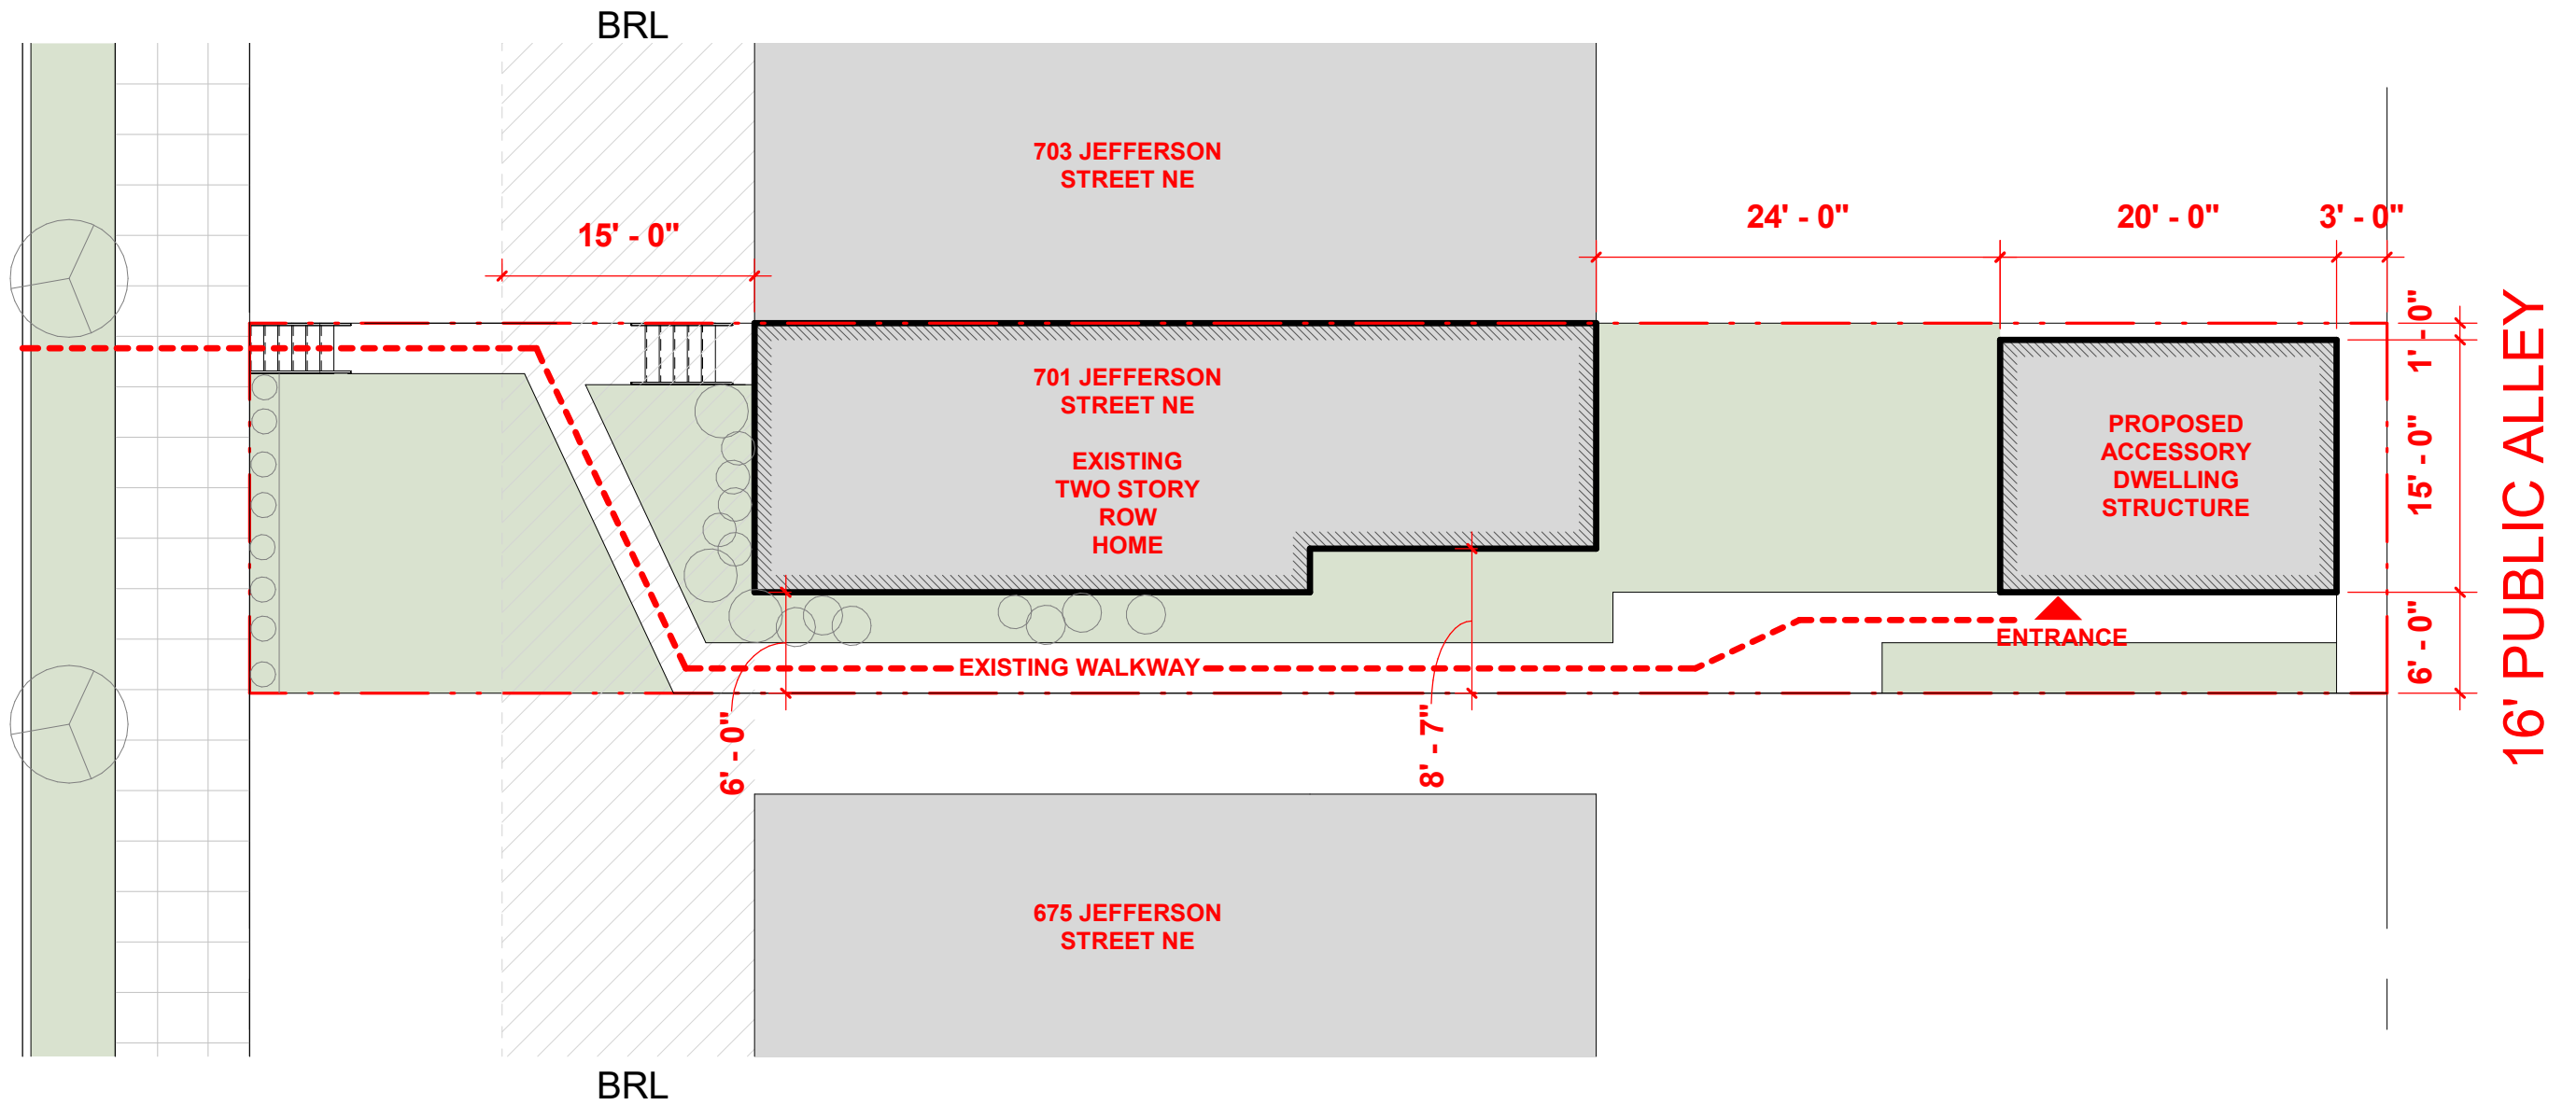 BRL
703 JEFFERSON
STREET NE
15' - 0"
24' - 0"
20' - 0"
3' - 0"
1' - 0"
15' - 0"
6' - 0"
16' PUBLIC ALLEY
701 JEFFERSON
STREET NE
EXISTING
TWO STORY
ROW
HOME
PROPOSED
ACCESSORY
DWELLING
STRUCTURE
ENTRANCE
EXISTING WALKWAY
6' - 0"
8' - 7"
675 JEFFERSON
STREET NE
BRL